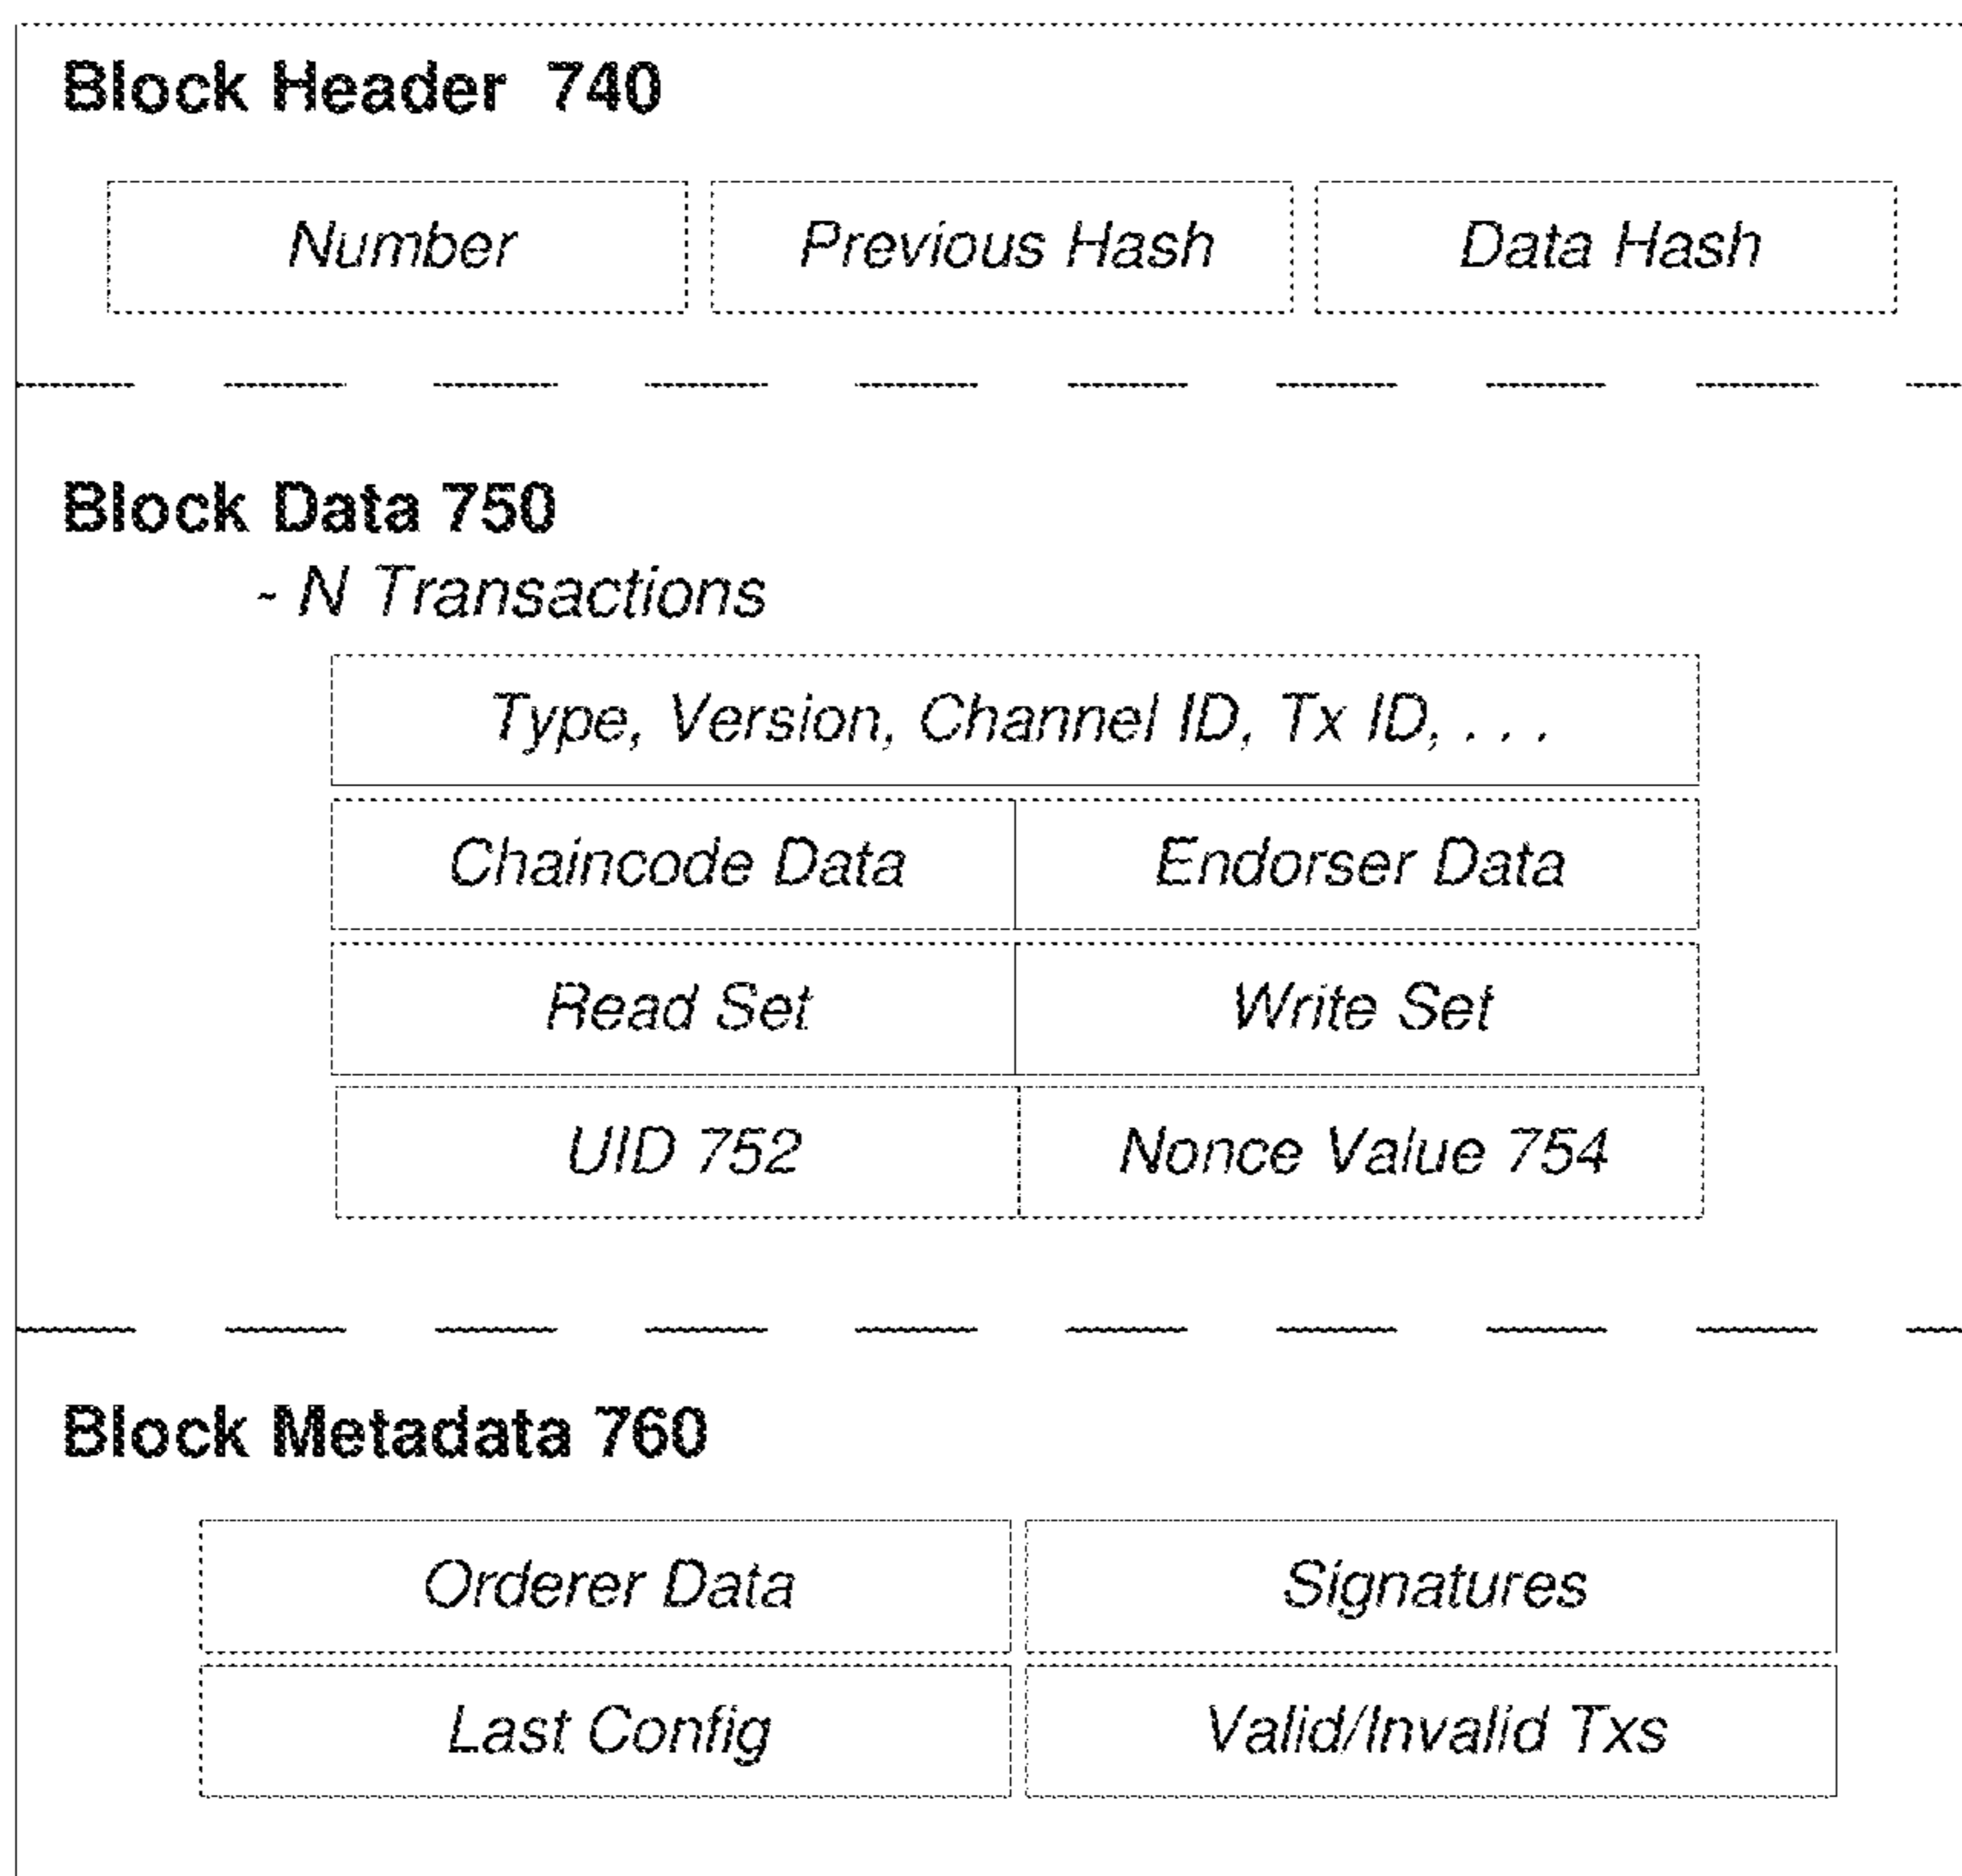 Block Header 740
Number Previous Hash Data Hash
Block Data 750
- N Transactions
Type, Version, Channel ID, Tx ID, . . .
Chaincode Data Endorser Data
Read Set Write Set
UID 752 Nonce Value 754
Block Metadata 760
Orderer Data Signatures
Last Config Valid/Invalid Txs